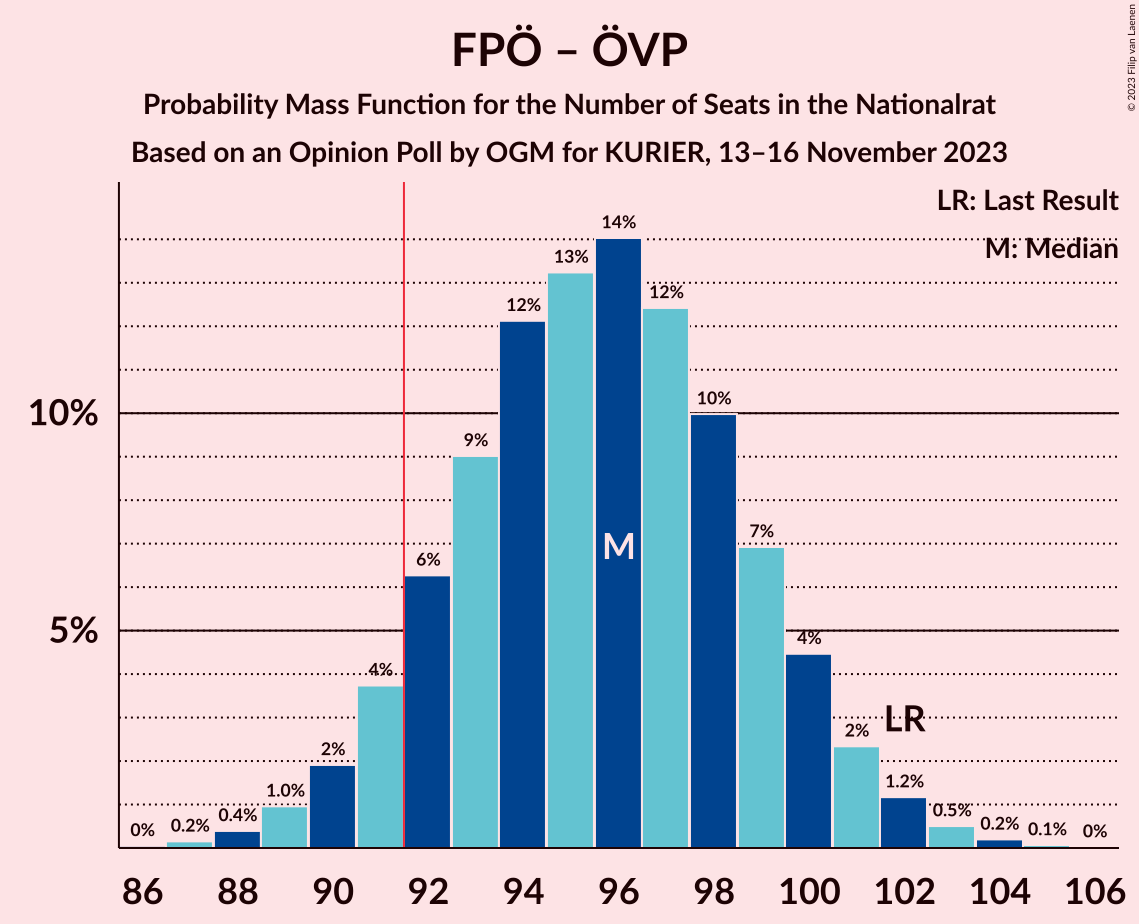 FPÖ – ÖVP
Probability Mass Function for the Number of Seats in the Nationalrat
Based on an Opinion Poll by OGM for KURIER, 13–16 November 2023
© 2023 Filip van Laenen
LR: Last Result
M: Median
10%
5%
0%
0.2%
0.4%
1.0%
2%
4%
6%
9%
12%
13%
14%
12%
10%
7%
4%
2%
1.2%
0.5%
0.2%
0.1%
0%
M
LR
86 88 90 92 94 96 98 100 102 104 106